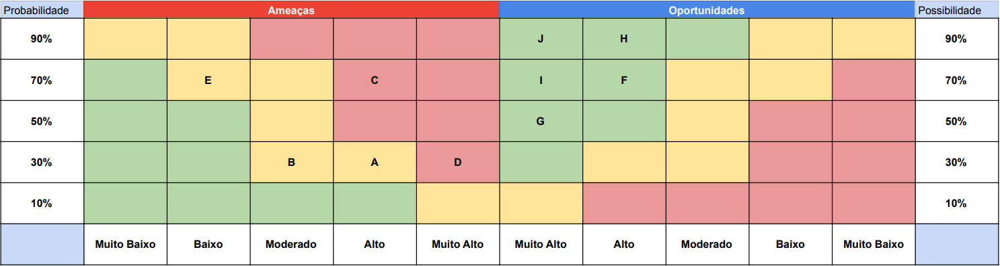 Probabilidade Ameaças Oportunidades Possibilidade
90% J H 90%
70% E C I F 70%
50% G 50%
30% B A D 30%
10% 10%
Muito Baixo Baixo Moderado Alto Muito Alto Muito Alto Alto Moderado Baixo Muito Baixo